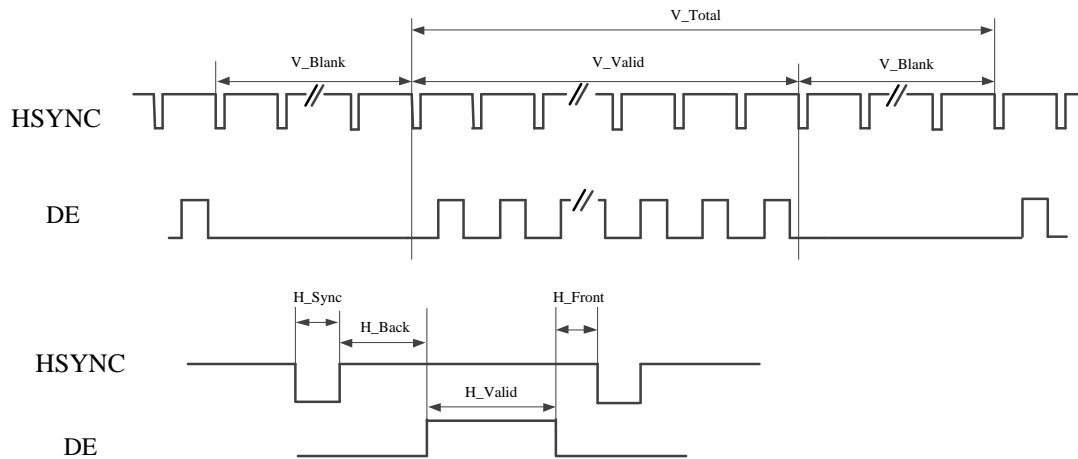 V_Total
V_Blank
V_Valid
V_Blank
HSYNC
DE
H_Sync
H_Front
H_Back
HSYNC
H_Valid
DE